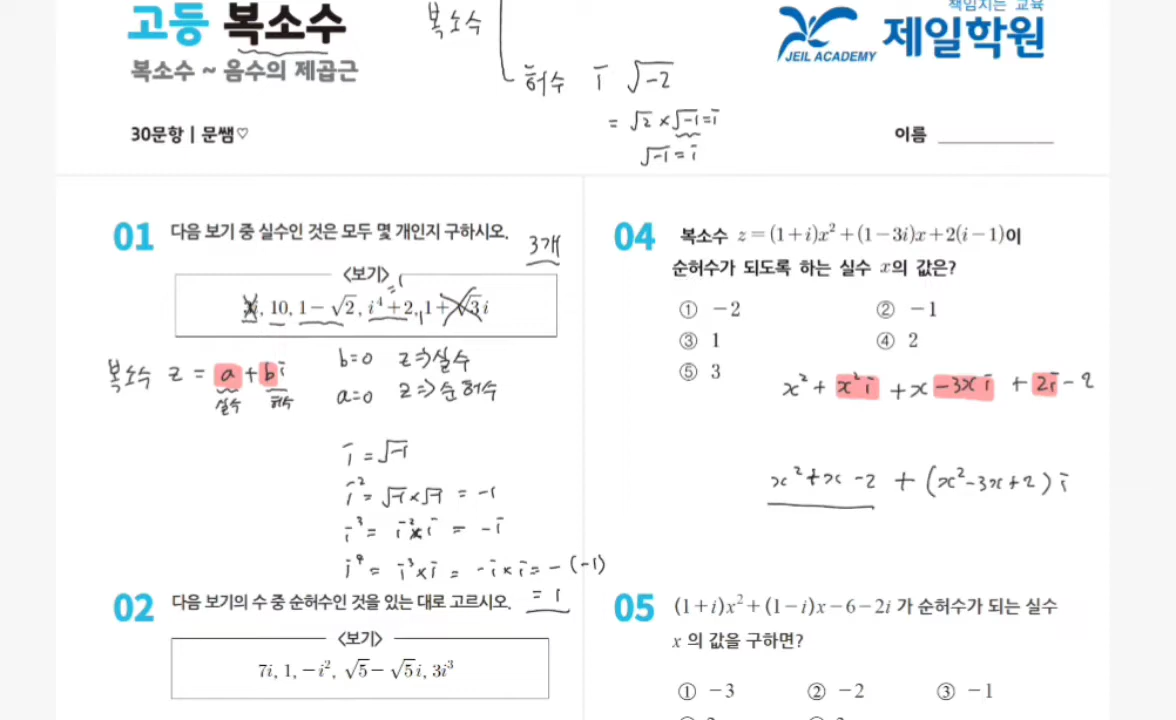 고등 복소수
복소수 ~ 음수의 제곱근
30문항 | 문쌤♡
복소수
허수 i √-2
= √2 × √-1 = i
√-1 = i
책임지는 교육
제일학원
JEIL ACADEMY
이름
01 다음 보기 중 실수인 것은 모두 몇 개인지 구하시오.
3개
<보기>
=1
, 10, 1-√2, i⁴+2, 1+√3i
복소수 z = a + bi
실수 허수
b=0 z⇒실수
a=0 z⇒순허수
i = √-1
i² = √-1 × √-1 = -1
i³ = i² × i = -i
i⁴ = i³ × i = -i × i = -(-1)
= 1
02 다음 보기의 수 중 순허수인 것을 있는 대로 고르시오.
<보기>
7i, 1, -i², √5-√5i, 3i³
04 복소수 z=(1+i)x²+(1-3i)x+2(i-1)이
순허수가 되도록 하는 실수 x의 값은?
① -2 ② -1
③ 1 ④ 2
⑤ 3
x² + x²i + x -3xi + 2i - 2
x²+x-2 + (x²-3x+2)i
05 (1+i)x²+(1-i)x-6-2i 가 순허수가 되는 실수
x 의 값을 구하면?
① -3 ② -2 ③ -1